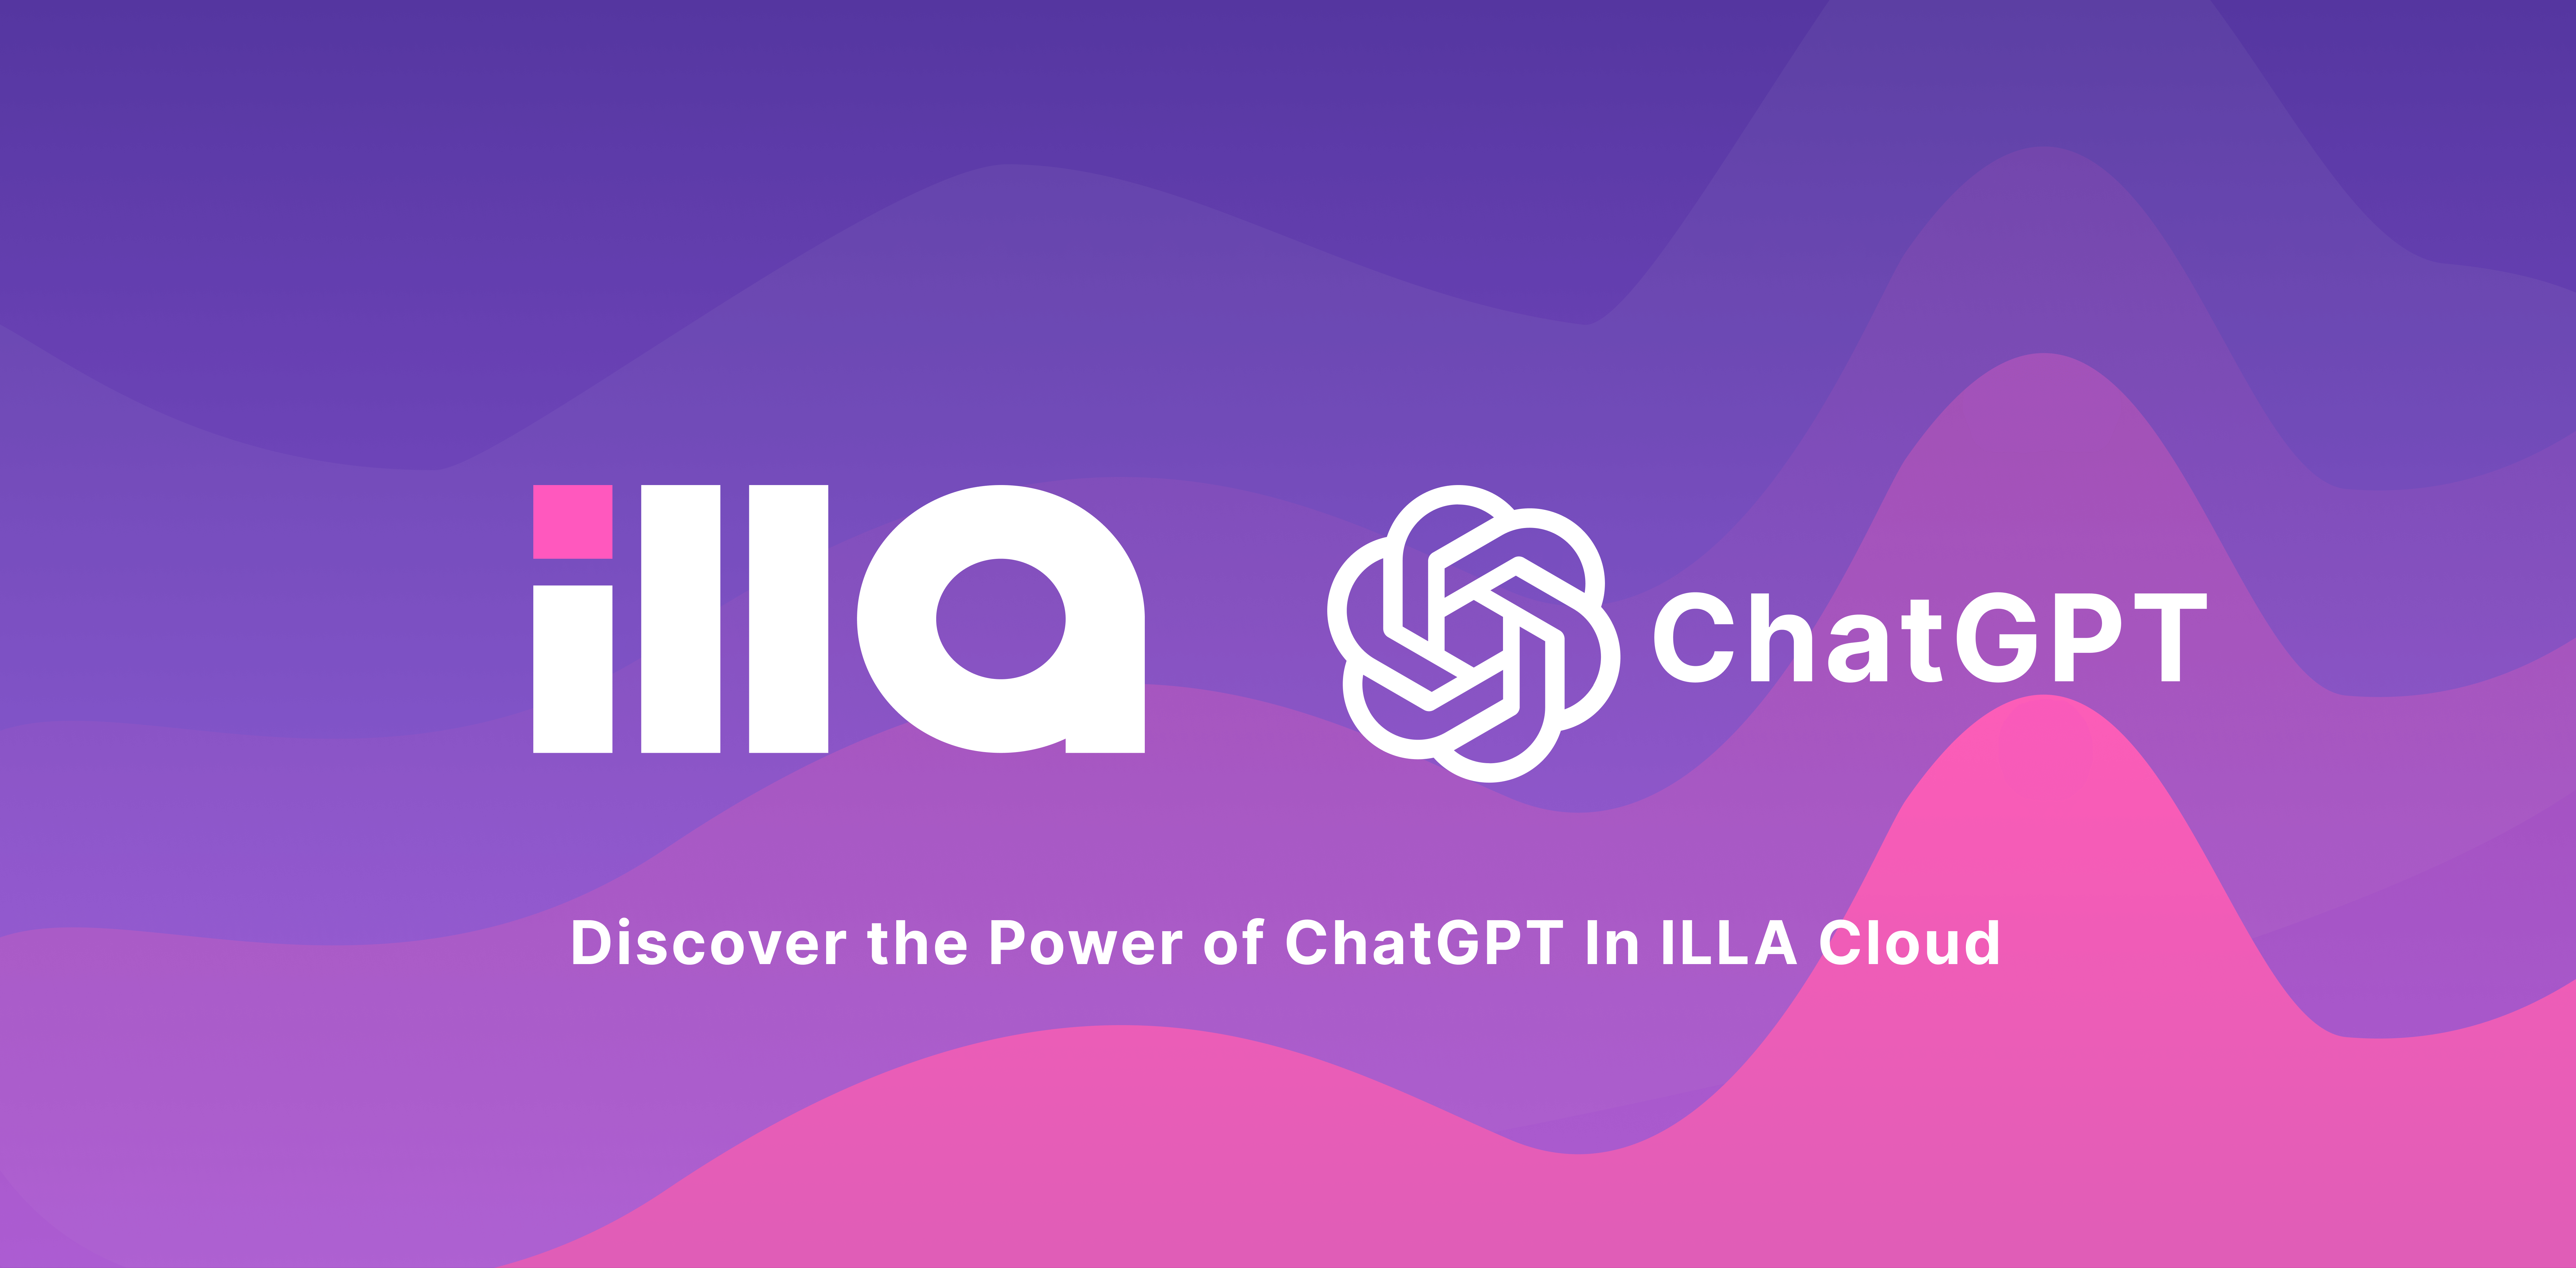 illa ChatGPT
Discover the Power of ChatGPT In ILLA Cloud